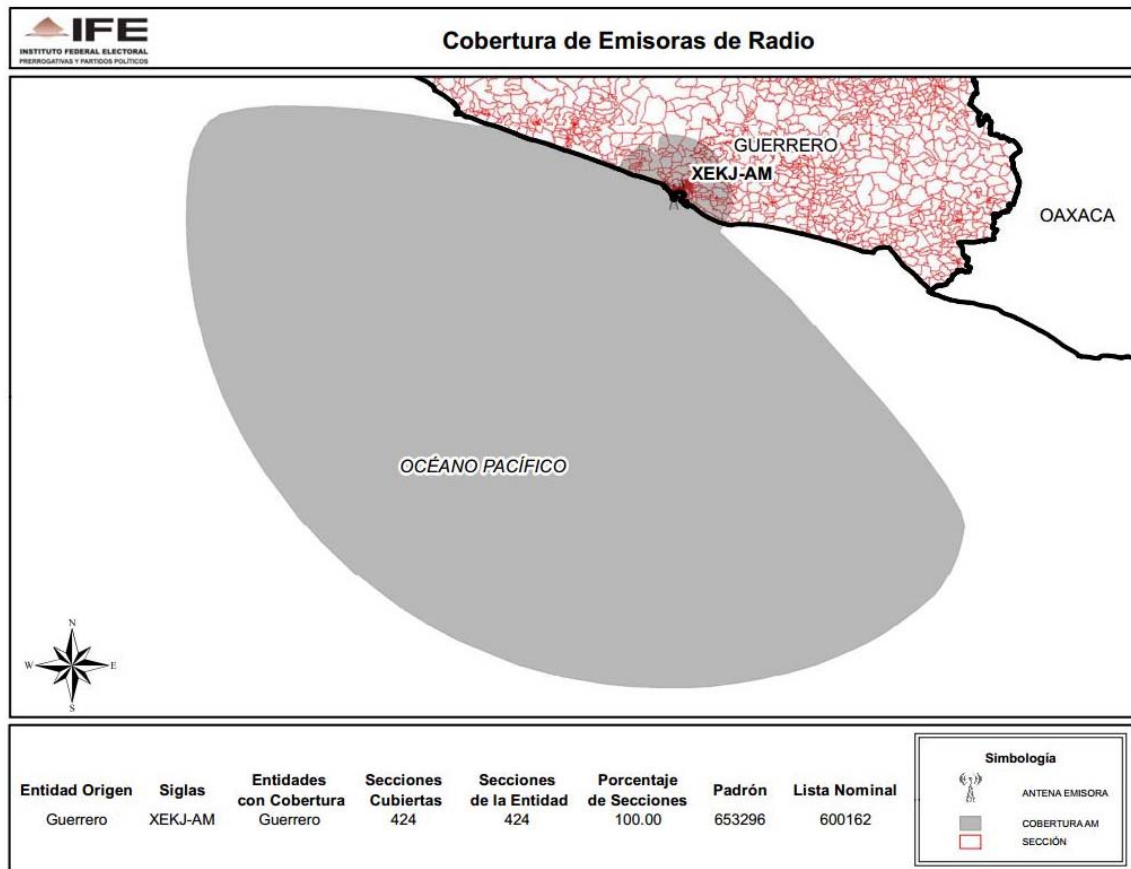 IFE
INSTITUTO FEDERAL ELECTORAL
PRERROGATIVAS Y PARTIDOS POLÍTICOS
Cobertura de Emisoras de Radio
GUERRERO
XEKJ-AM
OAXACA
OCÉANO PACÍFICO
N
W E
S
Entidad Origen Siglas Entidades con Cobertura Secciones Cubiertas Secciones de la Entidad Porcentaje de Secciones Padrón Lista Nominal
Guerrero XEKJ-AM Guerrero 424 424 100.00 653296 600162
Simbología
ANTENA EMISORA
COBERTURA AM
SECCIÓN